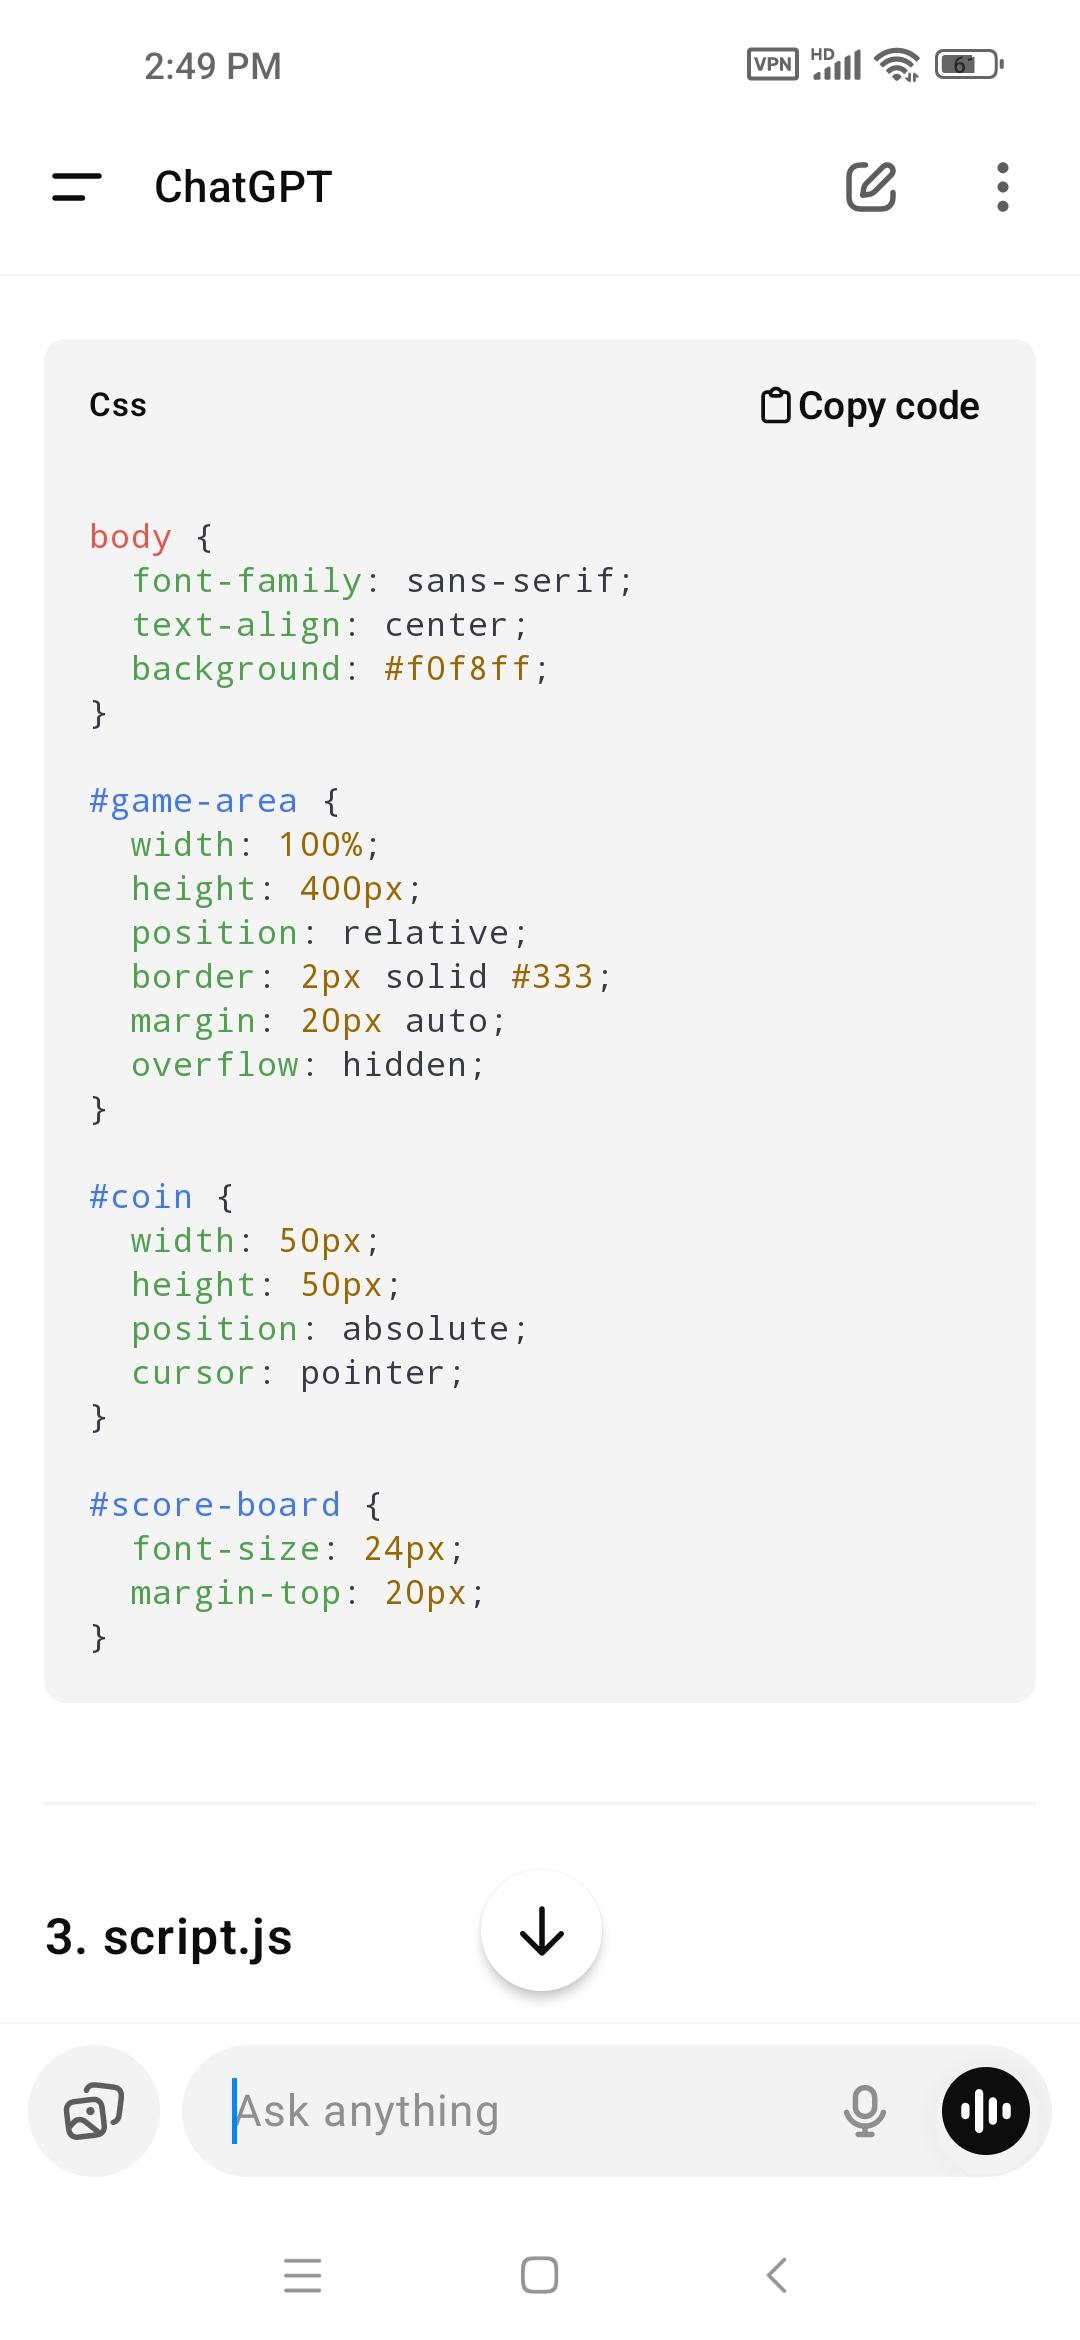 2:49 PM
VPN
HD
61
ChatGPT
Css
Copy code
body {
  font-family: sans-serif;
  text-align: center;
  background: #f0f8ff;
}
#game-area {
  width: 100%;
  height: 400px;
  position: relative;
  border: 2px solid #333;
  margin: 20px auto;
  overflow: hidden;
}
#coin {
  width: 50px;
  height: 50px;
  position: absolute;
  cursor: pointer;
}
#score-board {
  font-size: 24px;
  margin-top: 20px;
}
3. script.js
Ask anything